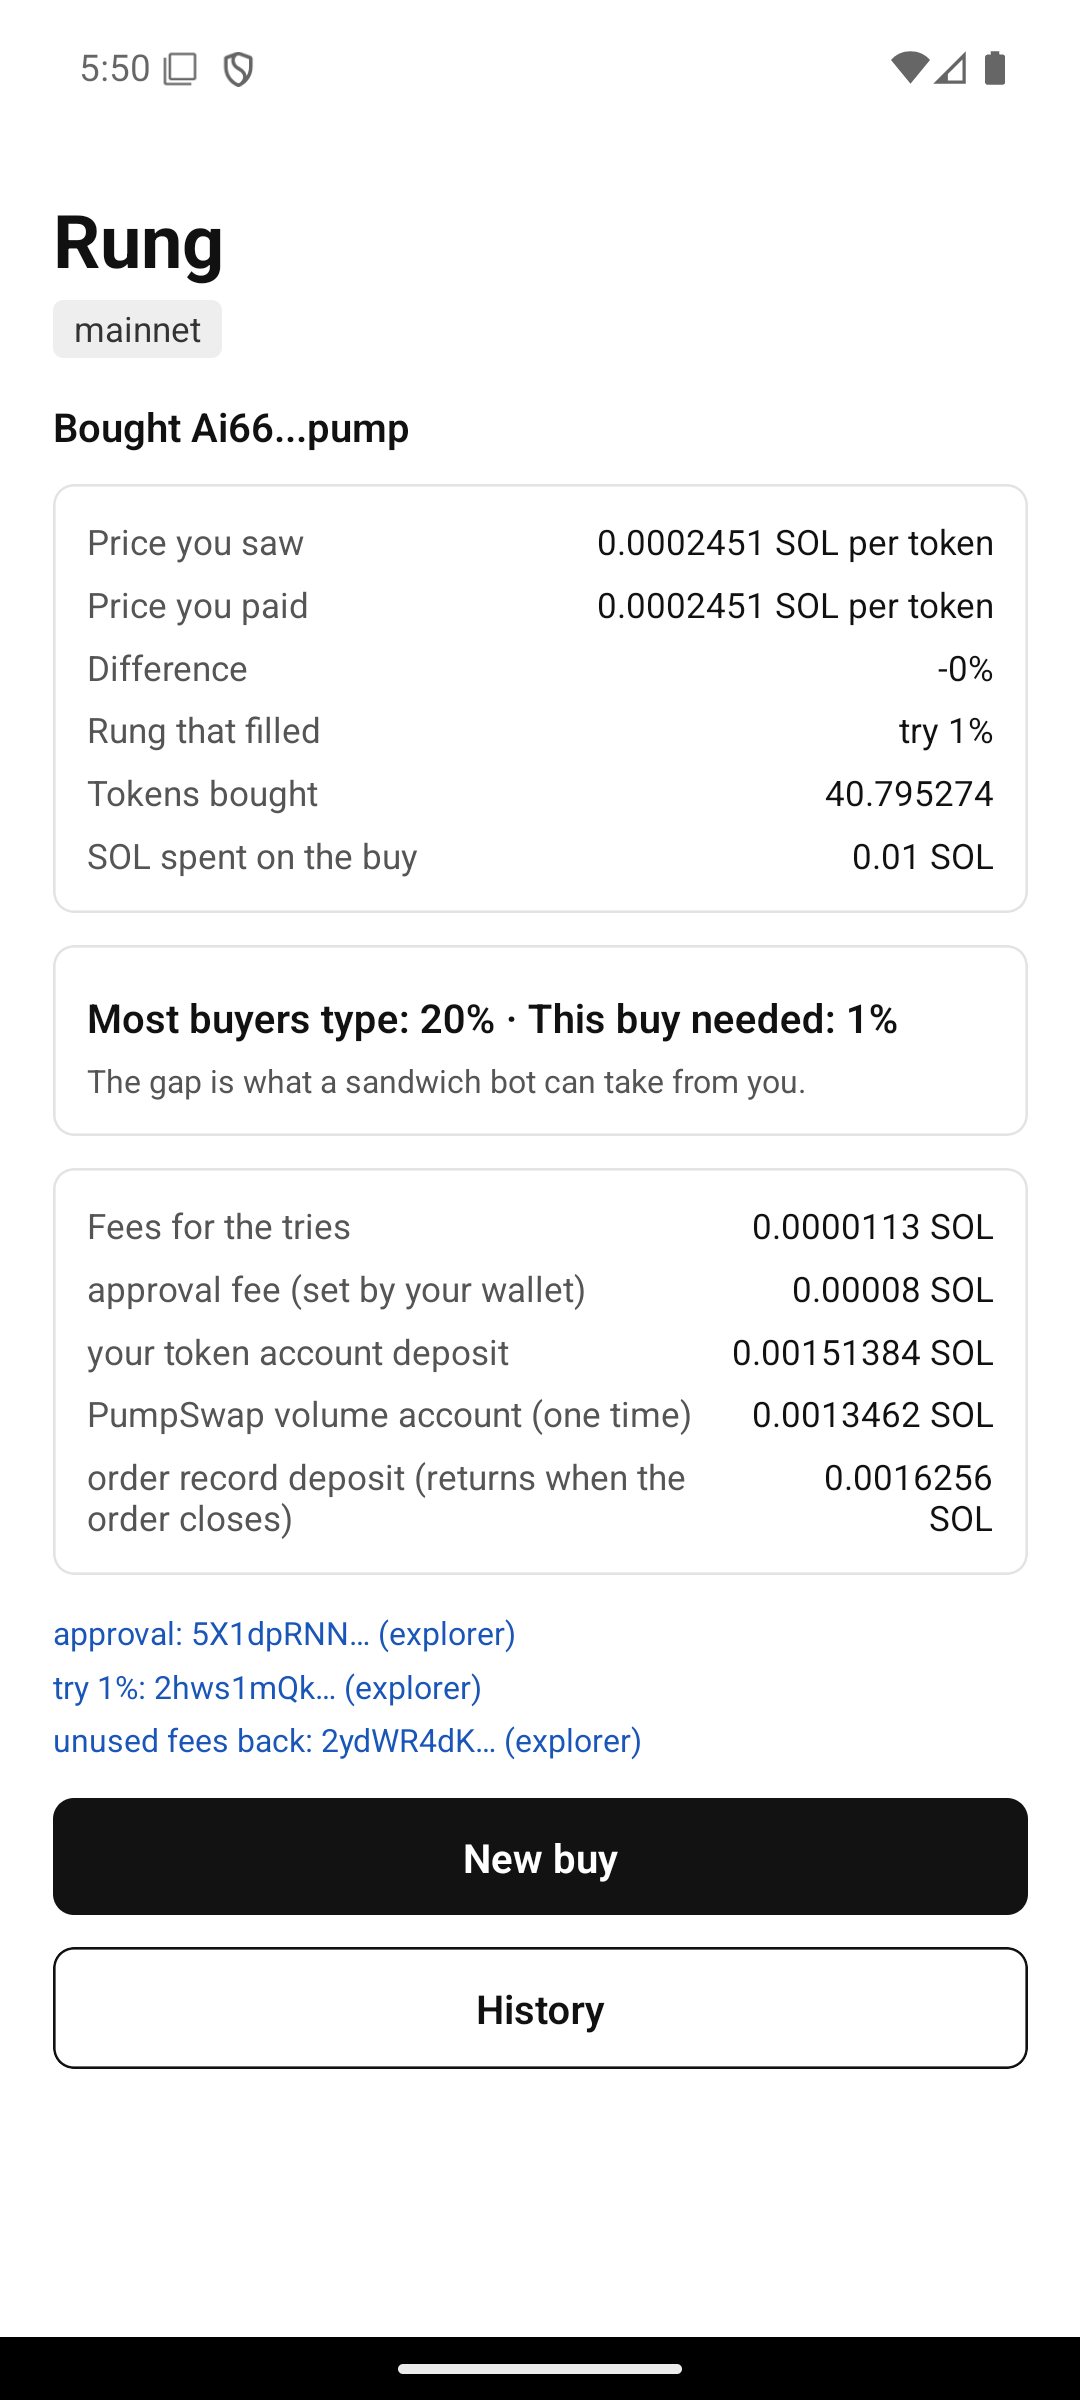 5:50
Rung
mainnet
Bought Ai66...pump
Price you saw 0.0002451 SOL per token
Price you paid 0.0002451 SOL per token
Difference -0%
Rung that filled try 1%
Tokens bought 40.795274
SOL spent on the buy 0.01 SOL
Most buyers type: 20% · This buy needed: 1%
The gap is what a sandwich bot can take from you.
Fees for the tries 0.0000113 SOL
approval fee (set by your wallet) 0.00008 SOL
your token account deposit 0.00151384 SOL
PumpSwap volume account (one time) 0.0013462 SOL
order record deposit (returns when the 0.0016256
order closes) SOL
approval: 5X1dpRNN... (explorer)
try 1%: 2hws1mQk... (explorer)
unused fees back: 2ydWR4dK... (explorer)
New buy
History